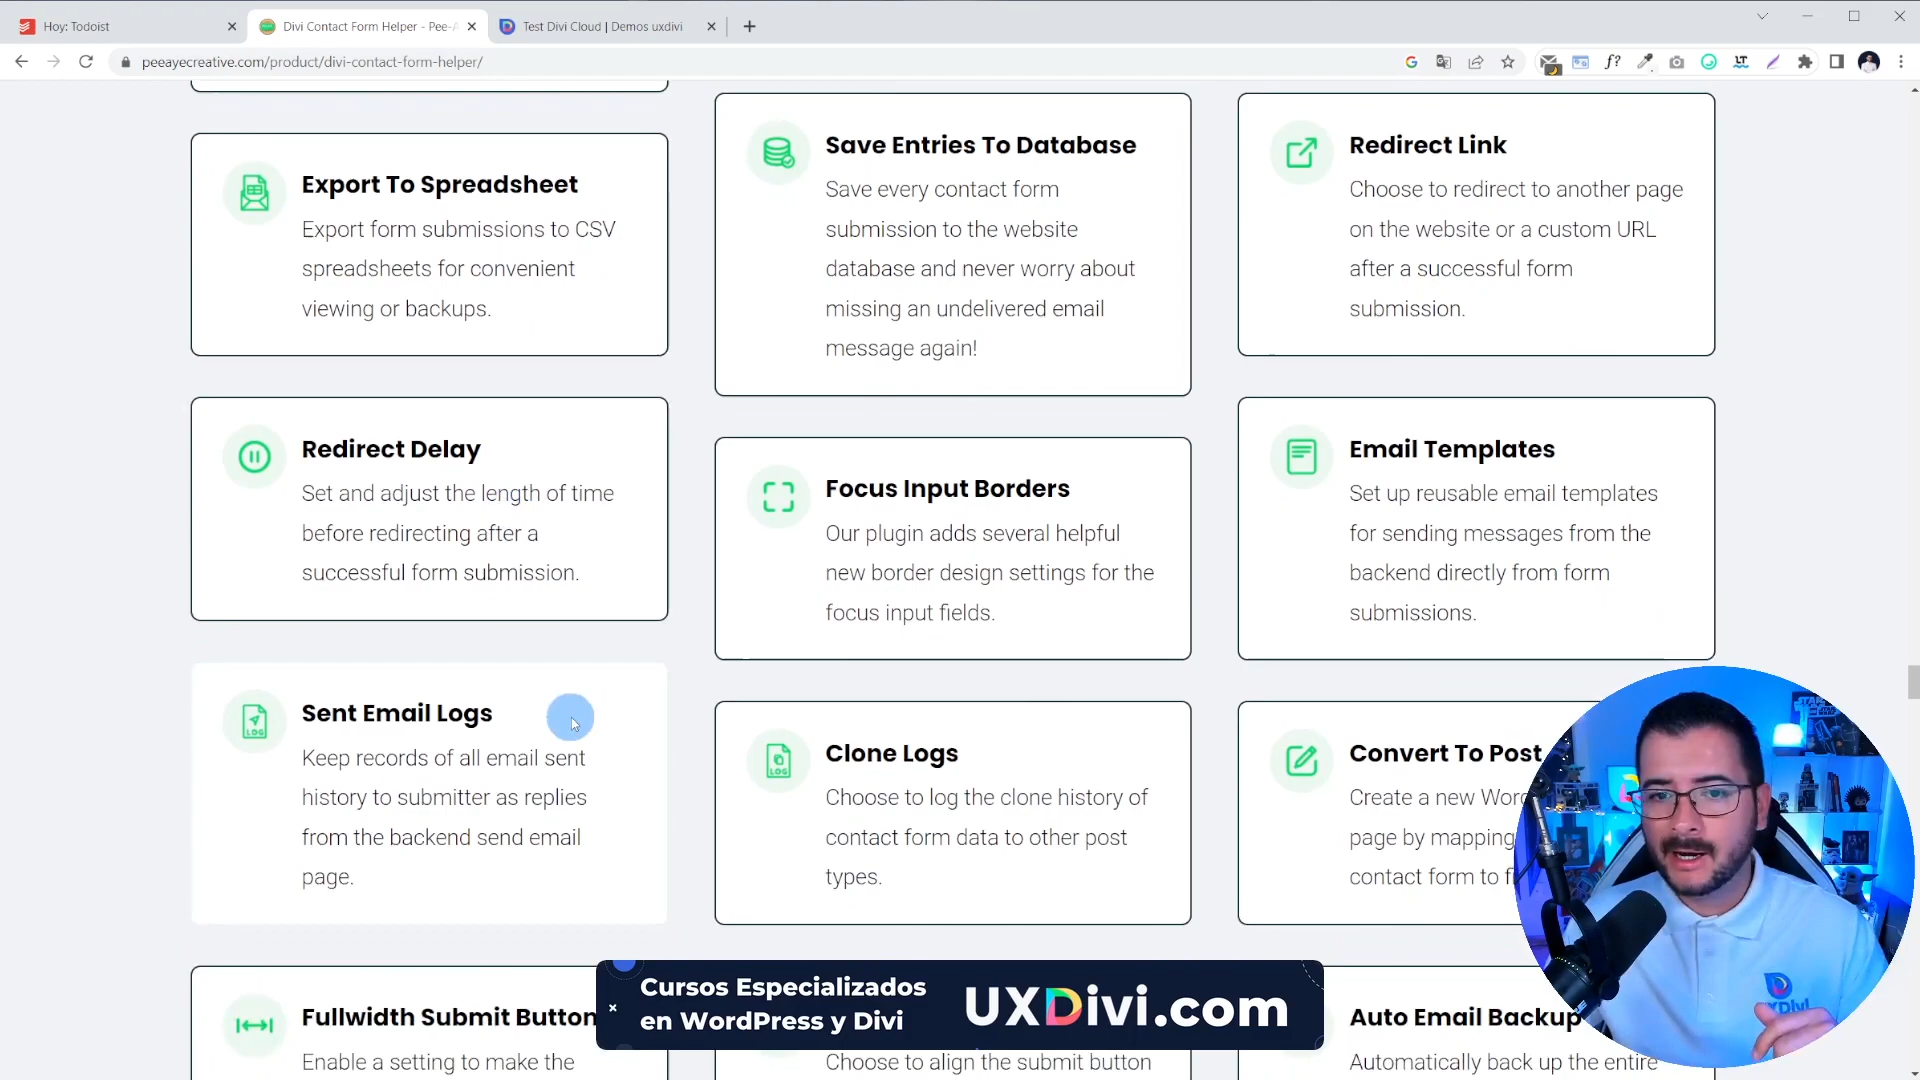 Hoy: Todoist
Divi Contact Form Helper - Pee-A
Test Divi Cloud | Demos uxdivi
peeayecreative.com/product/divi-contact-form-helper/
Export To Spreadsheet
Export form submissions to CSV
spreadsheets for convenient
viewing or backups.
Save Entries To Database
Save every contact form
submission to the website
database and never worry about
missing an undelivered email
message again!
Redirect Link
Choose to redirect to another page
on the website or a custom URL
after a successful form
submission.
Redirect Delay
Set and adjust the length of time
before redirecting after a
successful form submission.
Focus Input Borders
Our plugin adds several helpful
new border design settings for the
focus input fields.
Email Templates
Set up reusable email templates
for sending messages from the
backend directly from form
submissions.
LOG
Sent Email Logs
Keep records of all email sent
history to submitter as replies
from the backend send email
page.
LOG
Clone Logs
Choose to log the clone history of
contact form data to other post
types.
Convert To Post
Create a new Wor
page by mapping
contact form to f
Fullwidth Submit Button
Enable a setting to make the
Choose to align the submit button
Auto Email Backup
Automatically back up the entire
Cursos Especializados
en WordPress y Divi
UXDivi.com